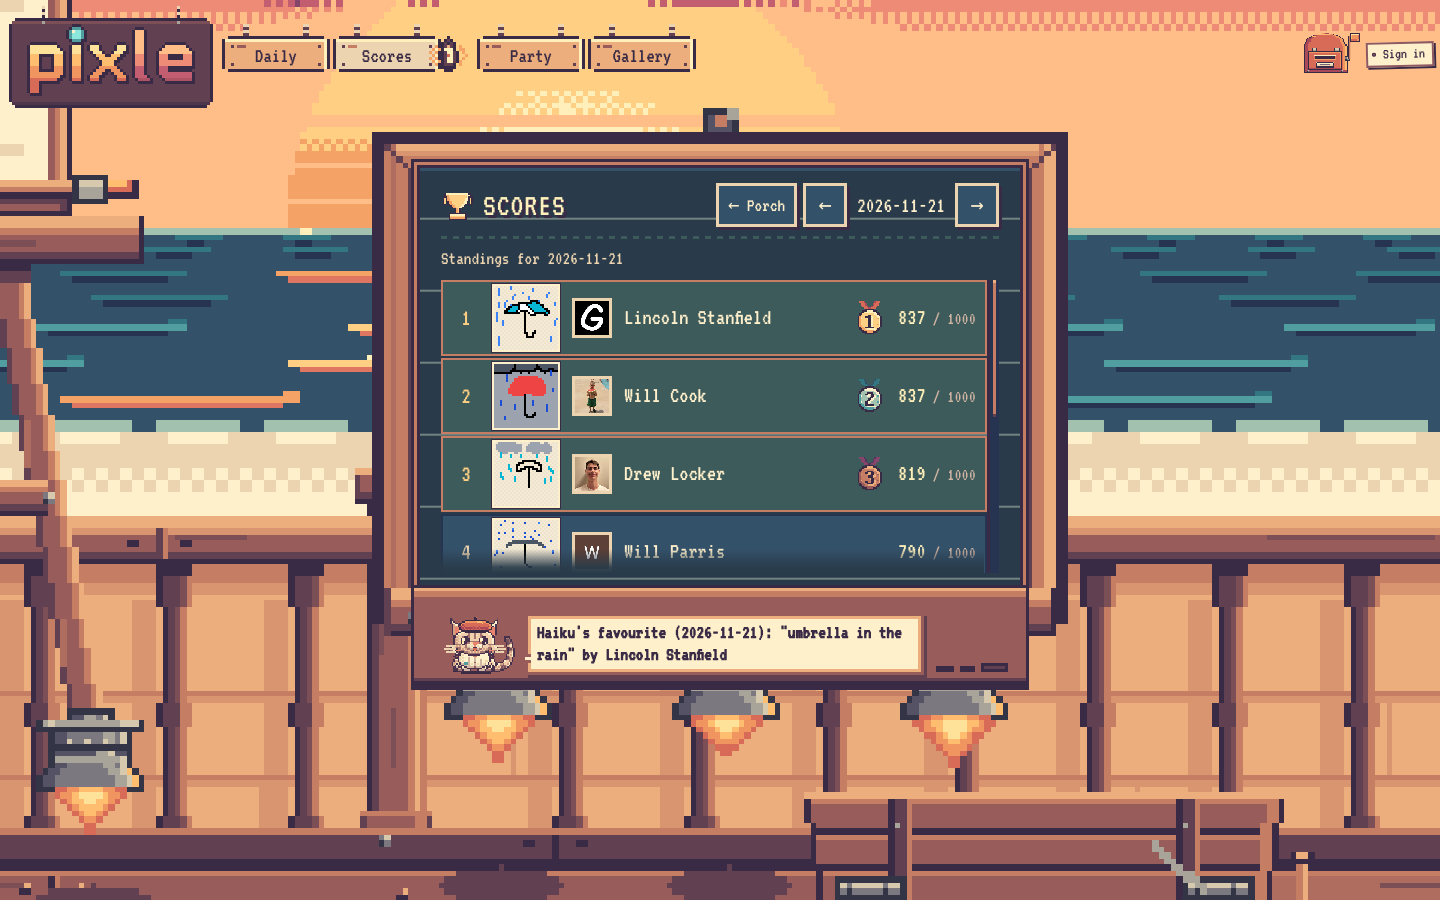 pixle
Daily
Scores
Party
Gallery
• Sign in
SCORES
← Porch
←
2026-11-21
→
Standings for 2026-11-21
1 G Lincoln Stanfield 1 837 / 1000
2 Will Cook 2 837 / 1000
3 Drew Locker 3 819 / 1000
4 W Will Parris 790 / 1000
Haiku's favourite (2026-11-21): "umbrella in the
rain" by Lincoln Stanfield